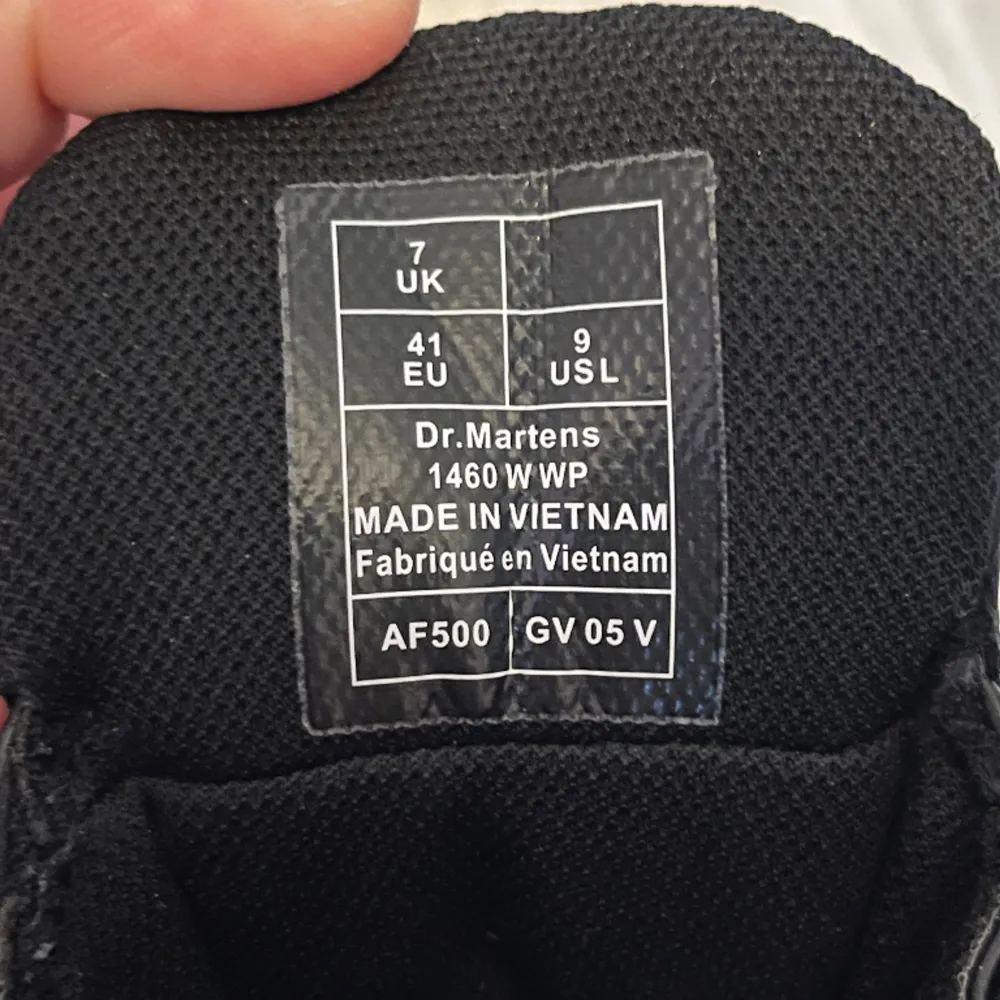 7
UK
41
EU
9
USL
Dr.Martens
1460 W WP
MADE IN VIETNAM
Fabriqué en Vietnam
AF500 GV 05 V